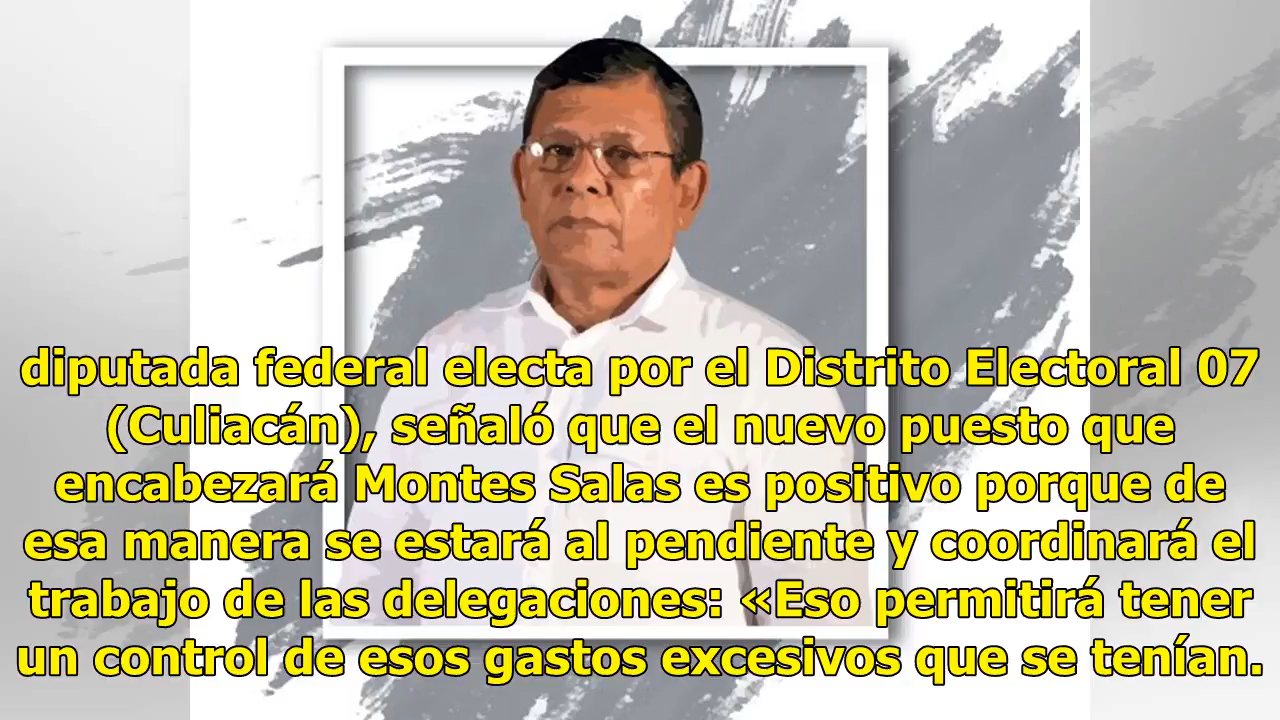 diputada federal electa por el Distrito Electoral 07
(Culiacán), señaló que el nuevo puesto que
encabezará Montes Salas es positivo porque de
esa manera se estará al pendiente y coordinará el
trabajo de las delegaciones: «Eso permitirá tener
un control de esos gastos excesivos que se tenían.